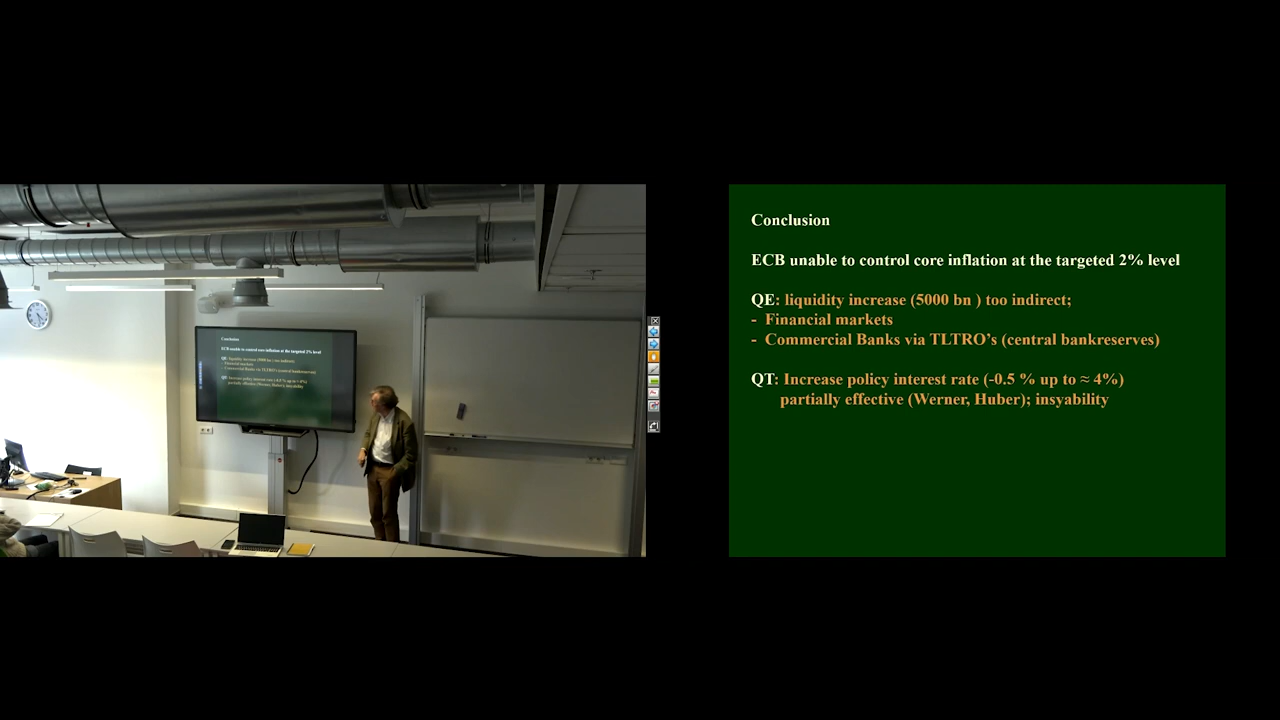 Conclusion
ECB unable to control core inflation at the targeted 2% level
QE: liquidity increase (5000 bn ) too indirect;
- Financial markets
- Commercial Banks via TLTRO's (central bankreserves)
QT: Increase policy interest rate (-0.5 % up to ≈ 4%)
partially effective (Werner, Huber); insyability